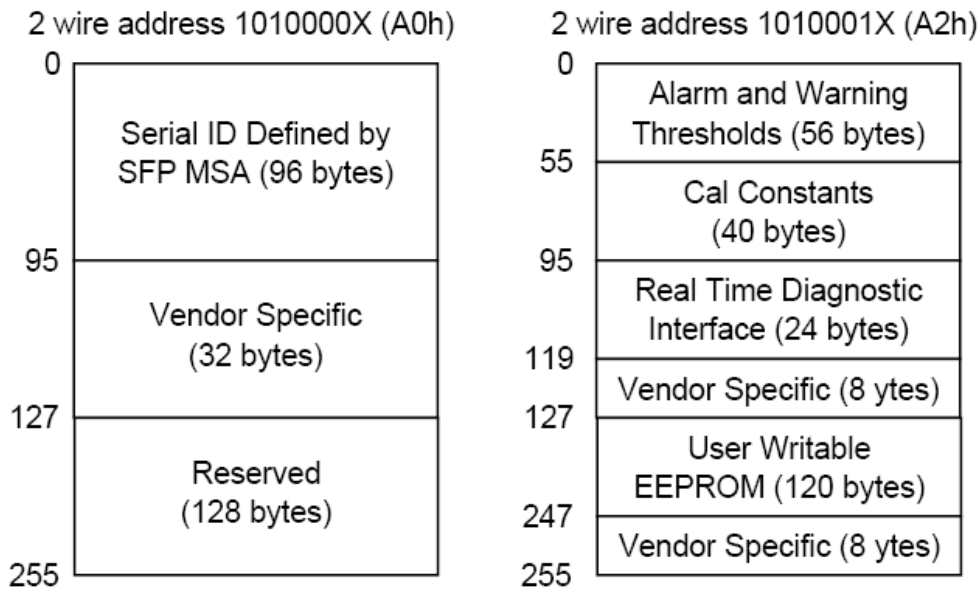 2 wire address 1010000X (A0h)
0
Serial ID Defined by
SFP MSA (96 bytes)
95
Vendor Specific
(32 bytes)
127
Reserved
(128 bytes)
255
2 wire address 1010001X (A2h)
0
Alarm and Warning
Thresholds (56 bytes)
55
Cal Constants
(40 bytes)
95
Real Time Diagnostic
Interface (24 bytes)
119
Vendor Specific (8 ytes)
127
User Writable
EEPROM (120 bytes)
247
Vendor Specific (8 ytes)
255